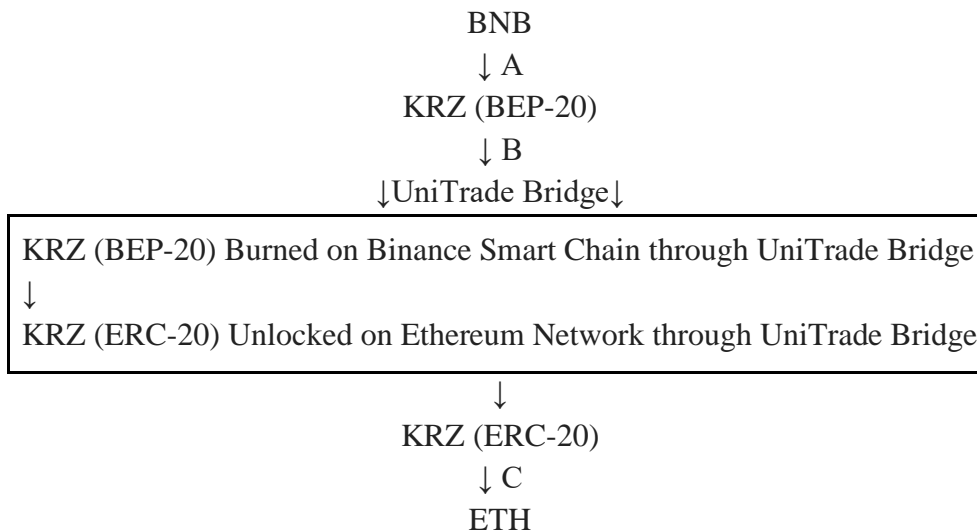 BNB
↓ A
KRZ (BEP-20)
↓ B
↓UniTrade Bridge↓
KRZ (BEP-20) Burned on Binance Smart Chain through UniTrade Bridge
↓
KRZ (ERC-20) Unlocked on Ethereum Network through UniTrade Bridge
↓
KRZ (ERC-20)
↓ C
ETH